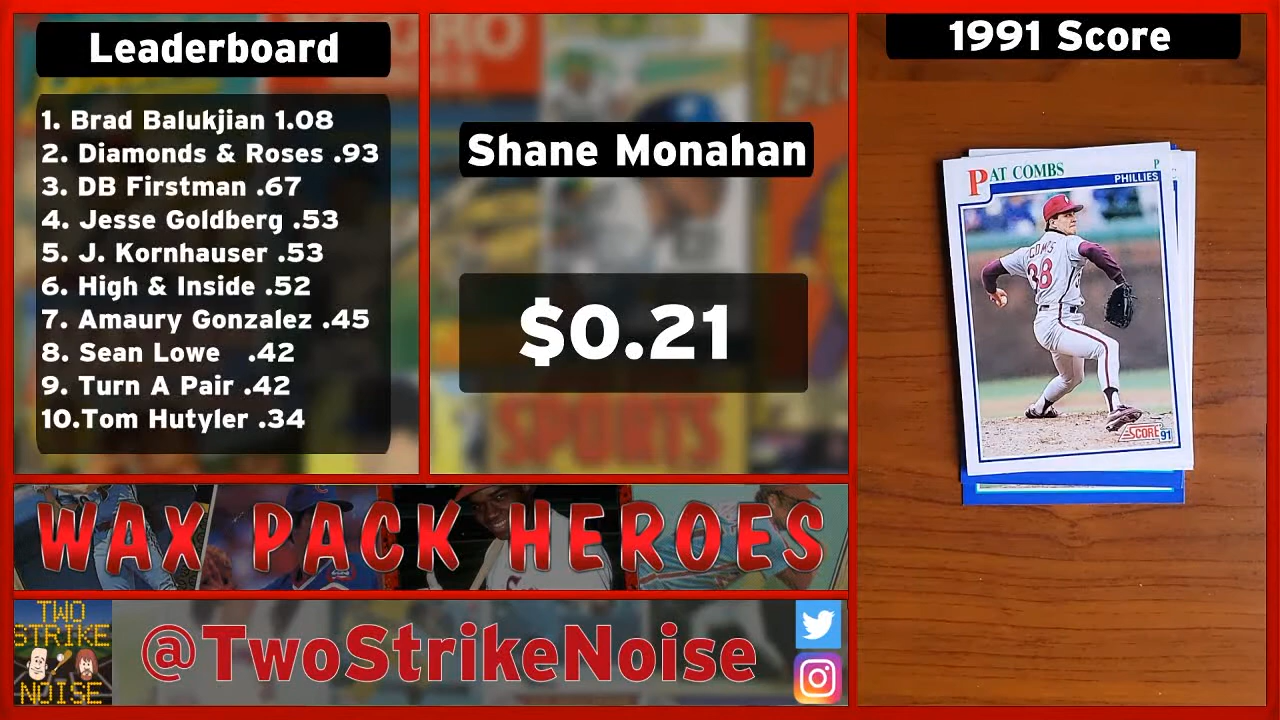 Leaderboard
1. Brad Balukjian 1.08
2. Diamonds & Roses .93
3. DB Firstman .67
4. Jesse Goldberg .53
5. J. Kornhauser .53
6. High & Inside .52
7. Amaury Gonzalez .45
8. Sean Lowe .42
9. Turn A Pair .42
10.Tom Hutyler .34
Shane Monahan
$0.21
SPORTS
WAX PACK HEROES
TWO
STRIKE
NOISE
@TwoStrikeNoise
1991 Score
PAT COMBS
P
PHILLIES
COMBS
38
SCORE 91